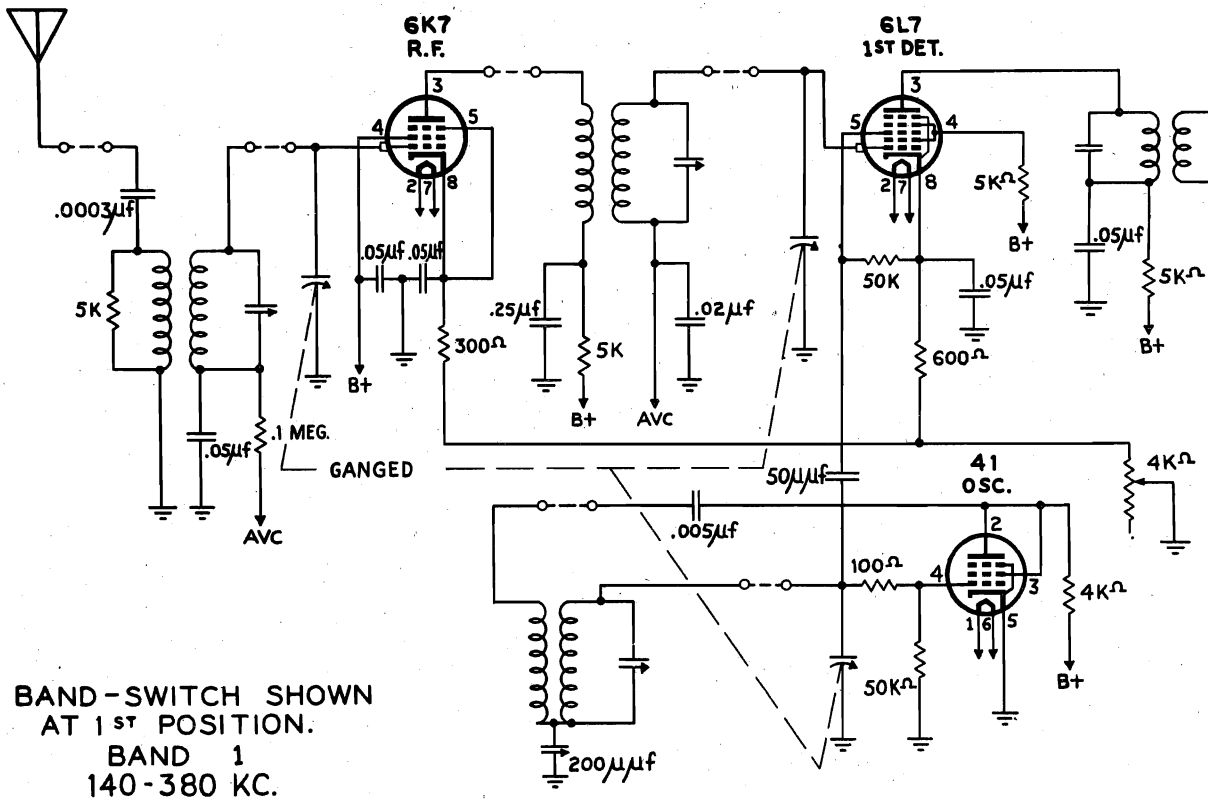 6K7
R.F.
6L7
1ST DET.
3
5
4
2
7
8
3
5
4
2
7
8
5KΩ
B+
.0003µf
.05µf .05µf
5K
300Ω
B+
.25µf
5K
B+
.02µf
AVC
50K
.05µf
600Ω
.05µf
5KΩ
B+
.05µf
.1 MEG.
AVC
GANGED
50µµf
41
OSC.
4KΩ
.005µf
2
100Ω
4
3
1
6
5
4KΩ
B+
50KΩ
200µµf
BAND-SWITCH SHOWN
AT 1ST POSITION.
BAND 1
140-380 KC.